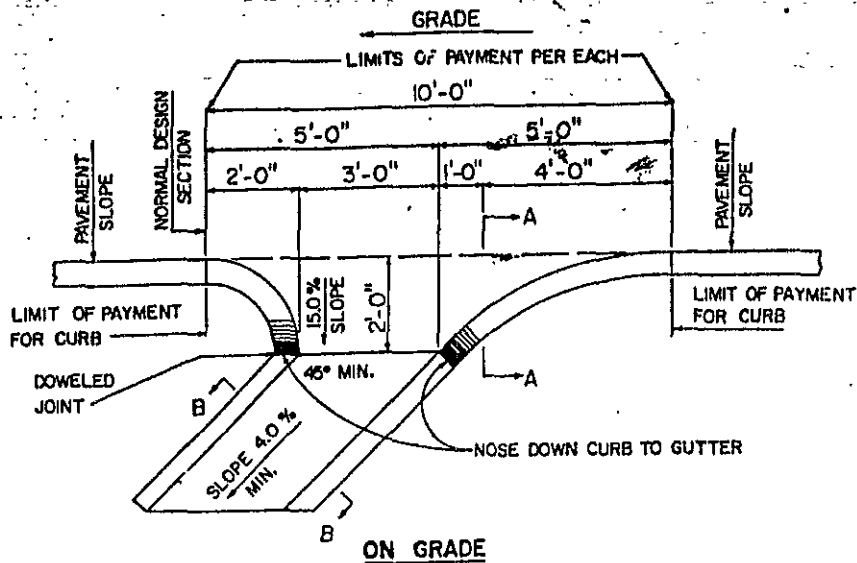 GRADE
LIMITS OF PAYMENT PER EACH
10'-0"
5'-0"
5'-0"
2'-0"
3'-0"
1'-0"
4'-0"
PAVEMENT
SLOPE
NORMAL DESIGN
SECTION
PAVEMENT
SLOPE
A
15.0%
SLOPE
2'-0"
LIMIT OF PAYMENT
FOR CURB
LIMIT OF PAYMENT
FOR CURB
DOWELED
JOINT
45° MIN.
A
B
SLOPE 4.0%
MIN.
NOSE DOWN CURB TO GUTTER
B
ON GRADE